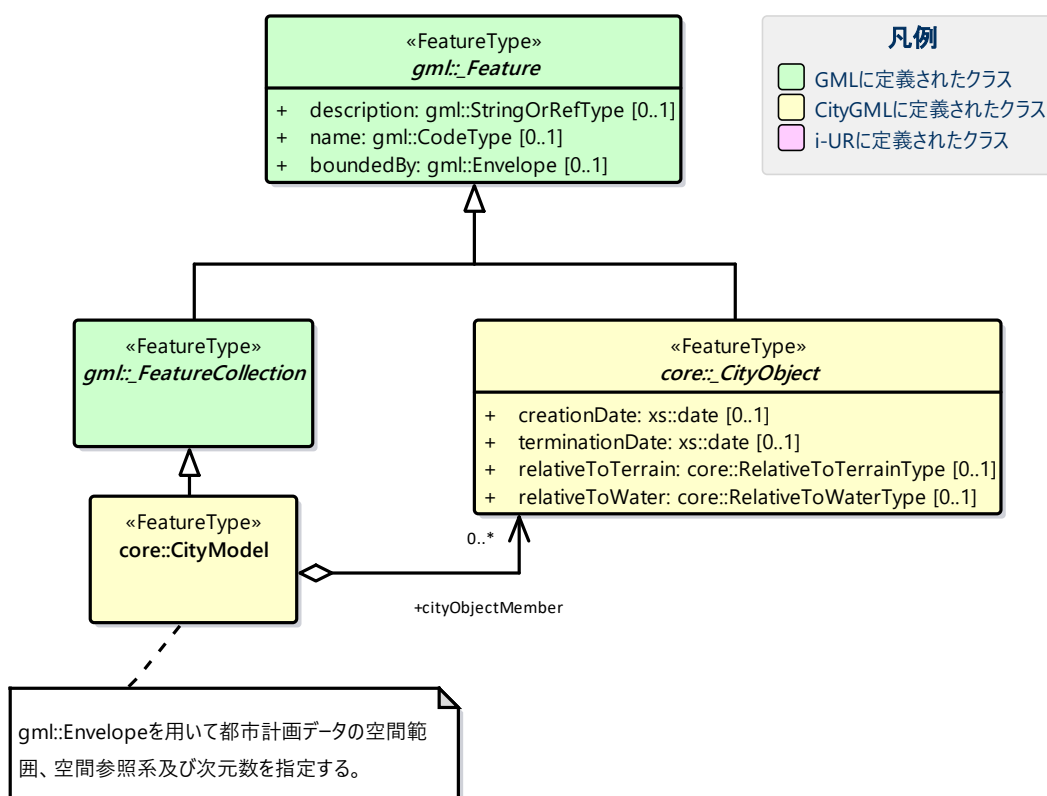 «FeatureType»
gml::_Feature
+ description: gml::StringOrRefType [0..1]
+ name: gml::CodeType [0..1]
+ boundedBy: gml::Envelope [0..1]
凡例
GMLに定義されたクラス
CityGMLに定義されたクラス
i-URに定義されたクラス
«FeatureType»
gml::_FeatureCollection
«FeatureType»
core::_CityObject
+ creationDate: xs::date [0..1]
+ terminationDate: xs::date [0..1]
+ relativeToTerrain: core::RelativeToTerrainType [0..1]
+ relativeToWater: core::RelativeToWaterType [0..1]
«FeatureType»
core::CityModel
0..*
+cityObjectMember
gml::Envelopeを用いて都市計画データの空間範
囲、空間参照系及び次元数を指定する。